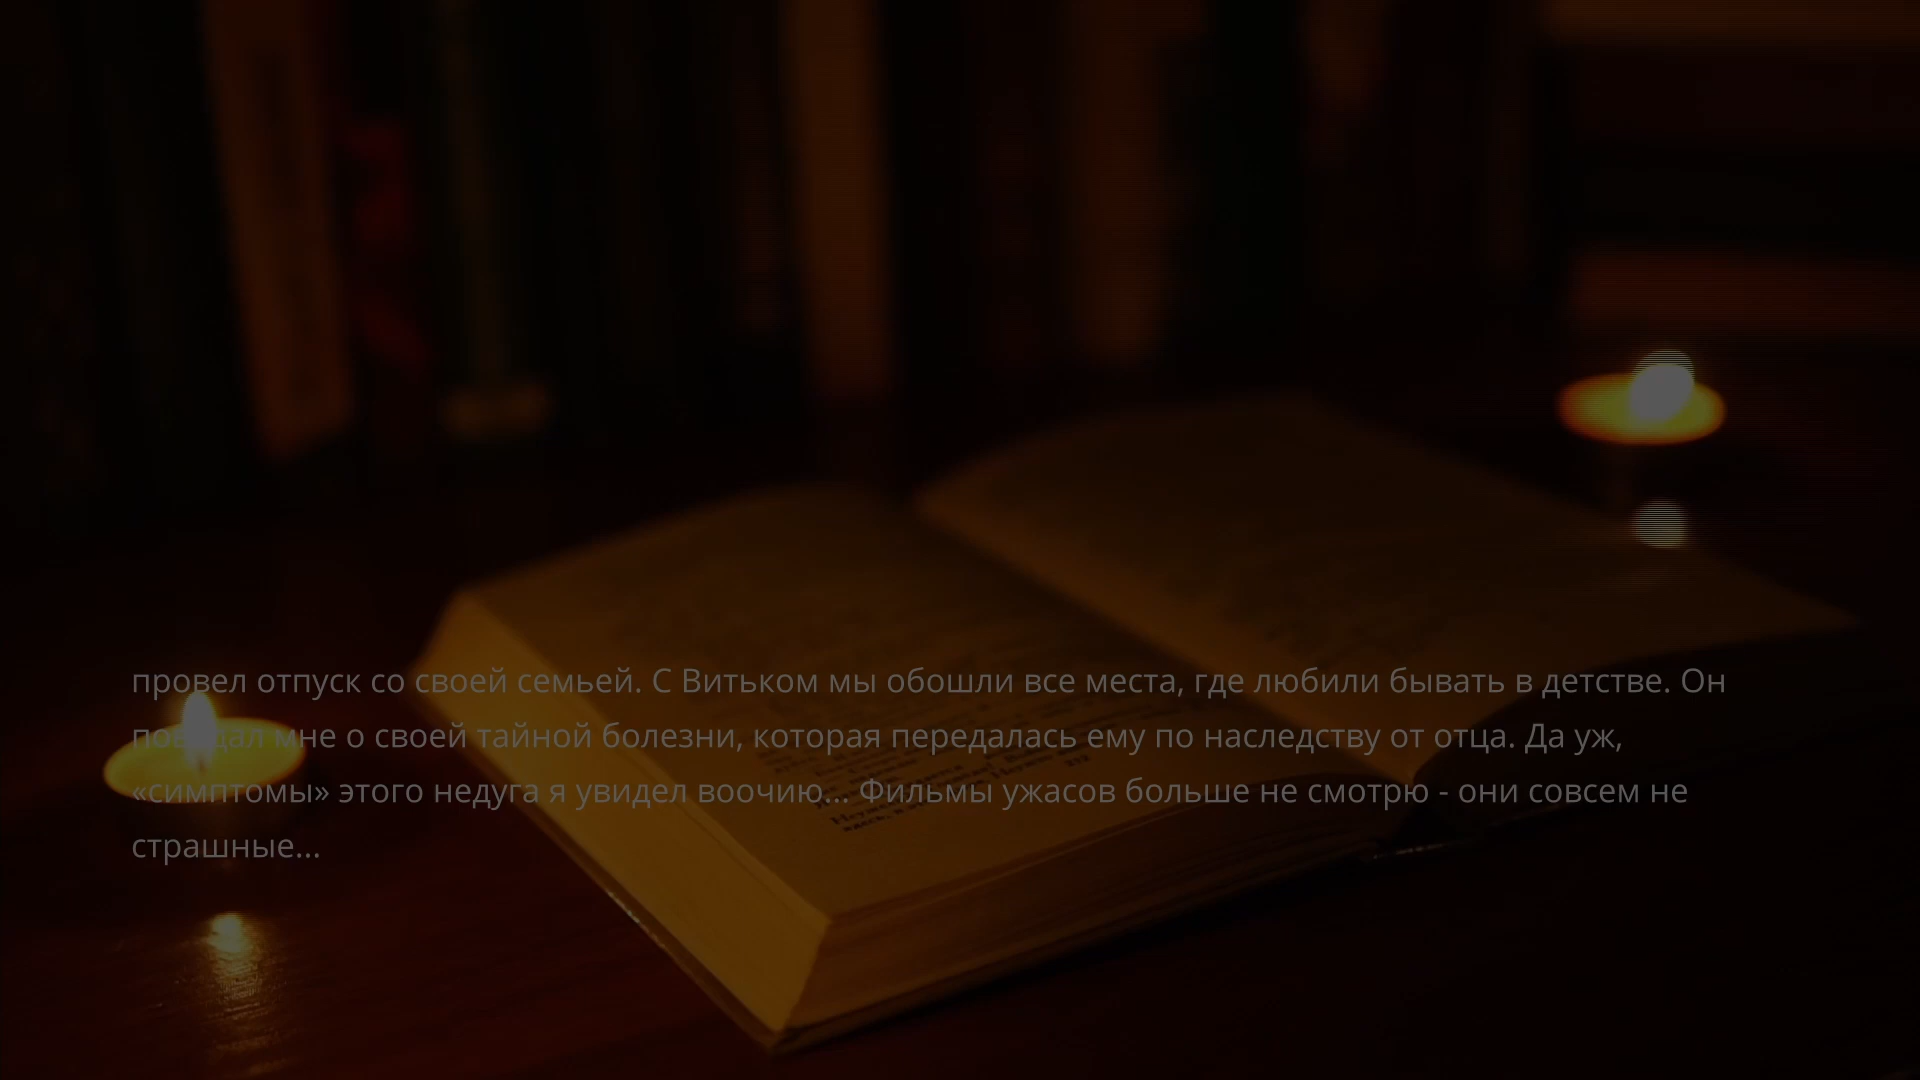 провел отпуск со своей семьей. С Витьком мы обошли все места, где любили бывать в детстве. Он
поведал мне о своей тайной болезни, которая передалась ему по наследству от отца. Да уж,
«симптомы» этого недуга я увидел воочию... Фильмы ужасов больше не смотрю - они совсем не
страшные...
232